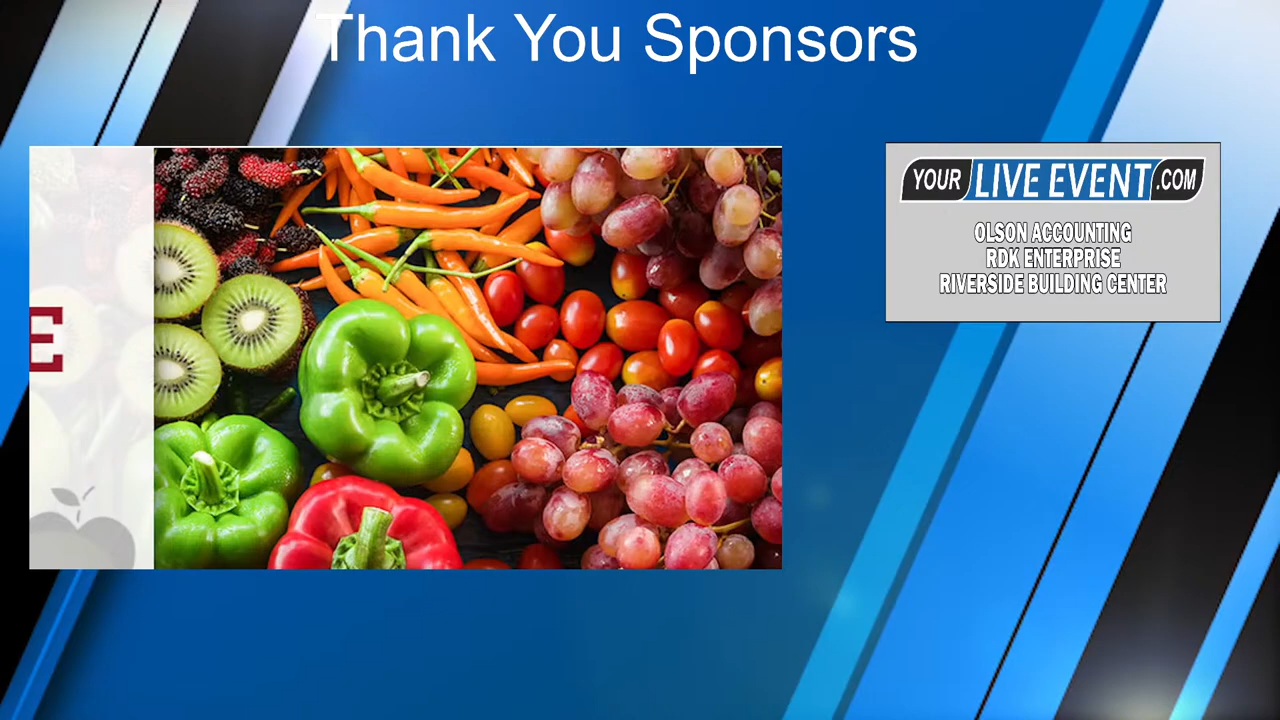 Thank You Sponsors
E
YOUR LIVE EVENT.COM
OLSON ACCOUNTING
RDK ENTERPRISE
RIVERSIDE BUILDING CENTER